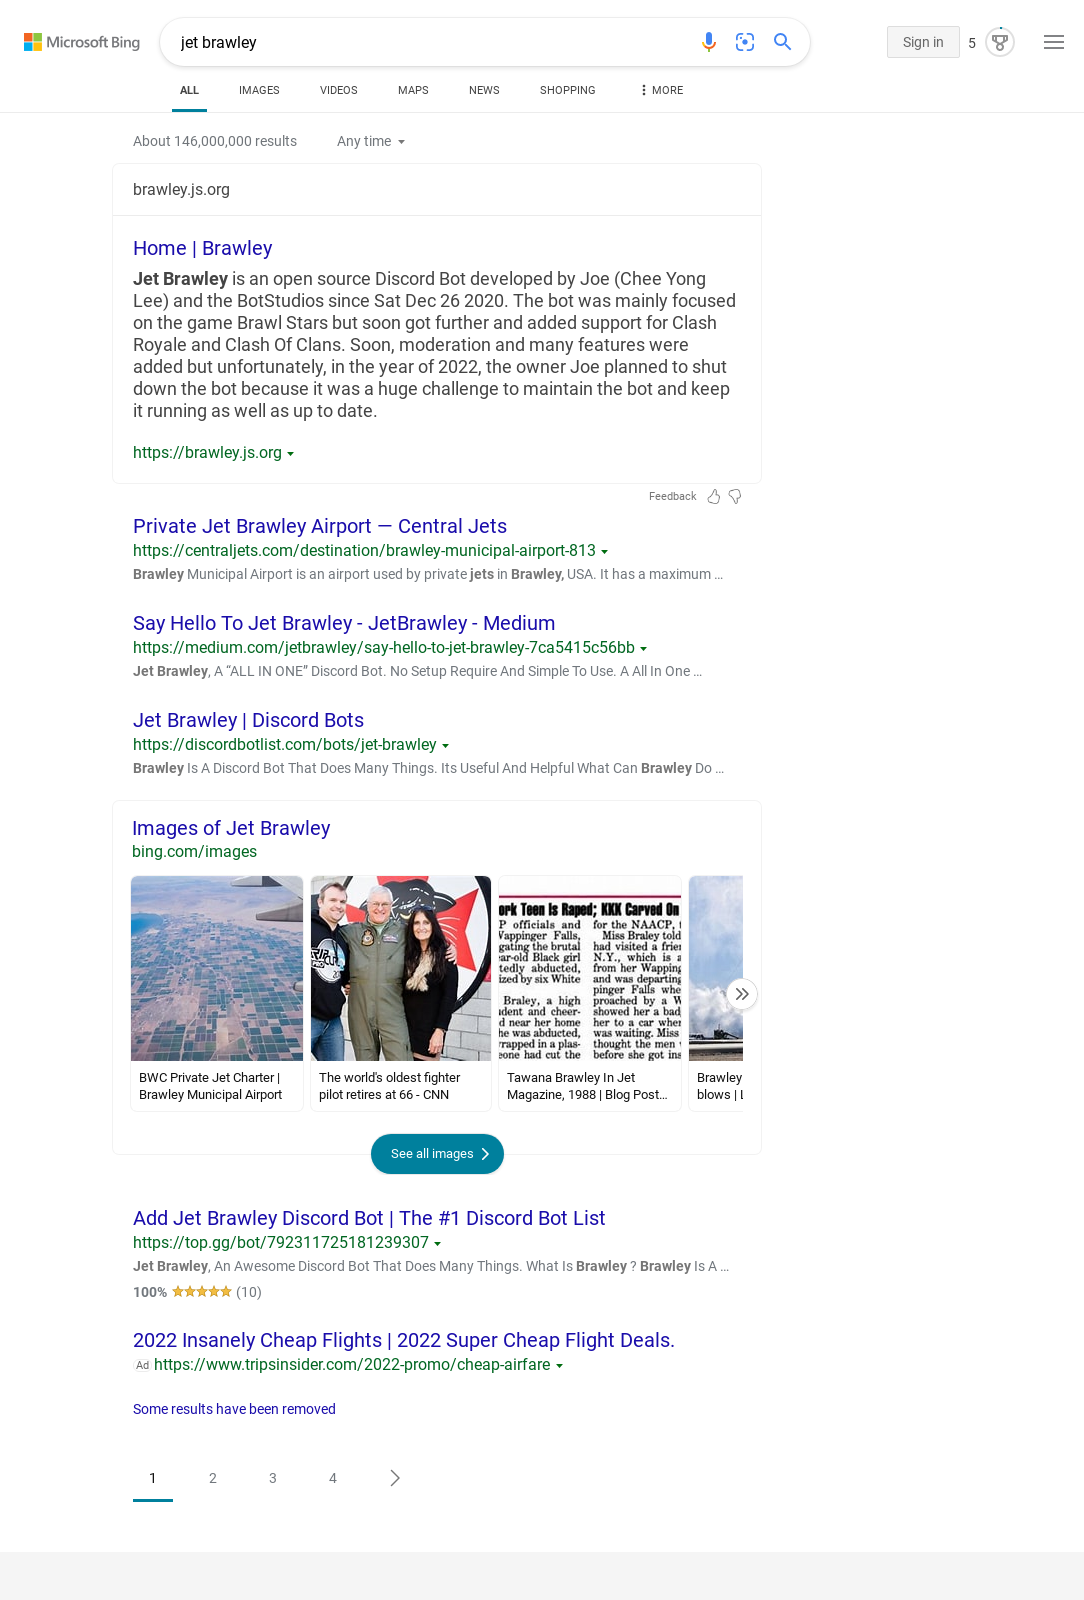 Microsoft Bing
jet brawley
Sign in
5
ALL
IMAGES
VIDEOS
MAPS
NEWS
SHOPPING
MORE
About 146,000,000 results
Any time
brawley.js.org
Home | Brawley
Jet Brawley is an open source Discord Bot developed by Joe (Chee Yong
Lee) and the BotStudios since Sat Dec 26 2020. The bot was mainly focused
on the game Brawl Stars but soon got further and added support for Clash
Royale and Clash Of Clans. Soon, moderation and many features were
added but unfortunately, in the year of 2022, the owner Joe planned to shut
down the bot because it was a huge challenge to maintain the bot and keep
it running as well as up to date.
https://brawley.js.org
Feedback
Private Jet Brawley Airport — Central Jets
https://centraljets.com/destination/brawley-municipal-airport-813
Brawley Municipal Airport is an airport used by private jets in Brawley, USA. It has a maximum ...
Say Hello To Jet Brawley - JetBrawley - Medium
https://medium.com/jetbrawley/say-hello-to-jet-brawley-7ca5415c56bb
Jet Brawley, A “ALL IN ONE” Discord Bot. No Setup Require And Simple To Use. A All In One ...
Jet Brawley | Discord Bots
https://discordbotlist.com/bots/jet-brawley
Brawley Is A Discord Bot That Does Many Things. Its Useful And Helpful What Can Brawley Do ...
Images of Jet Brawley
bing.com/images
RIP CURL
ork Teen Is Raped; KKK Carved On
P officials and
Wappinger Falls,
gating the brutal
ear-old Black girl
tedly abducted,
ized by six White
Braley, a high
dent and cheer-
d near her home
he was abducted,
wrapped in a plas-
eone had cut the
for the NAACP, t
Miss Braley told
had visited a frien
N.Y., which is a
from her Wapping
and was departing
pinger Falls whe
proached by a W
showed her a bad
her to a car wher
was waiting. Miss
thought the men
before she got ins
BWC Private Jet Charter |
Brawley Municipal Airport
The world's oldest fighter
pilot retires at 66 - CNN
Tawana Brawley In Jet
Magazine, 1988 | Blog Post...
Brawley
blows | L
See all images
Add Jet Brawley Discord Bot | The #1 Discord Bot List
https://top.gg/bot/792311725181239307
Jet Brawley, An Awesome Discord Bot That Does Many Things. What Is Brawley ? Brawley Is A ...
100% (10)
2022 Insanely Cheap Flights | 2022 Super Cheap Flight Deals.
Ad https://www.tripsinsider.com/2022-promo/cheap-airfare
Some results have been removed
1
2
3
4